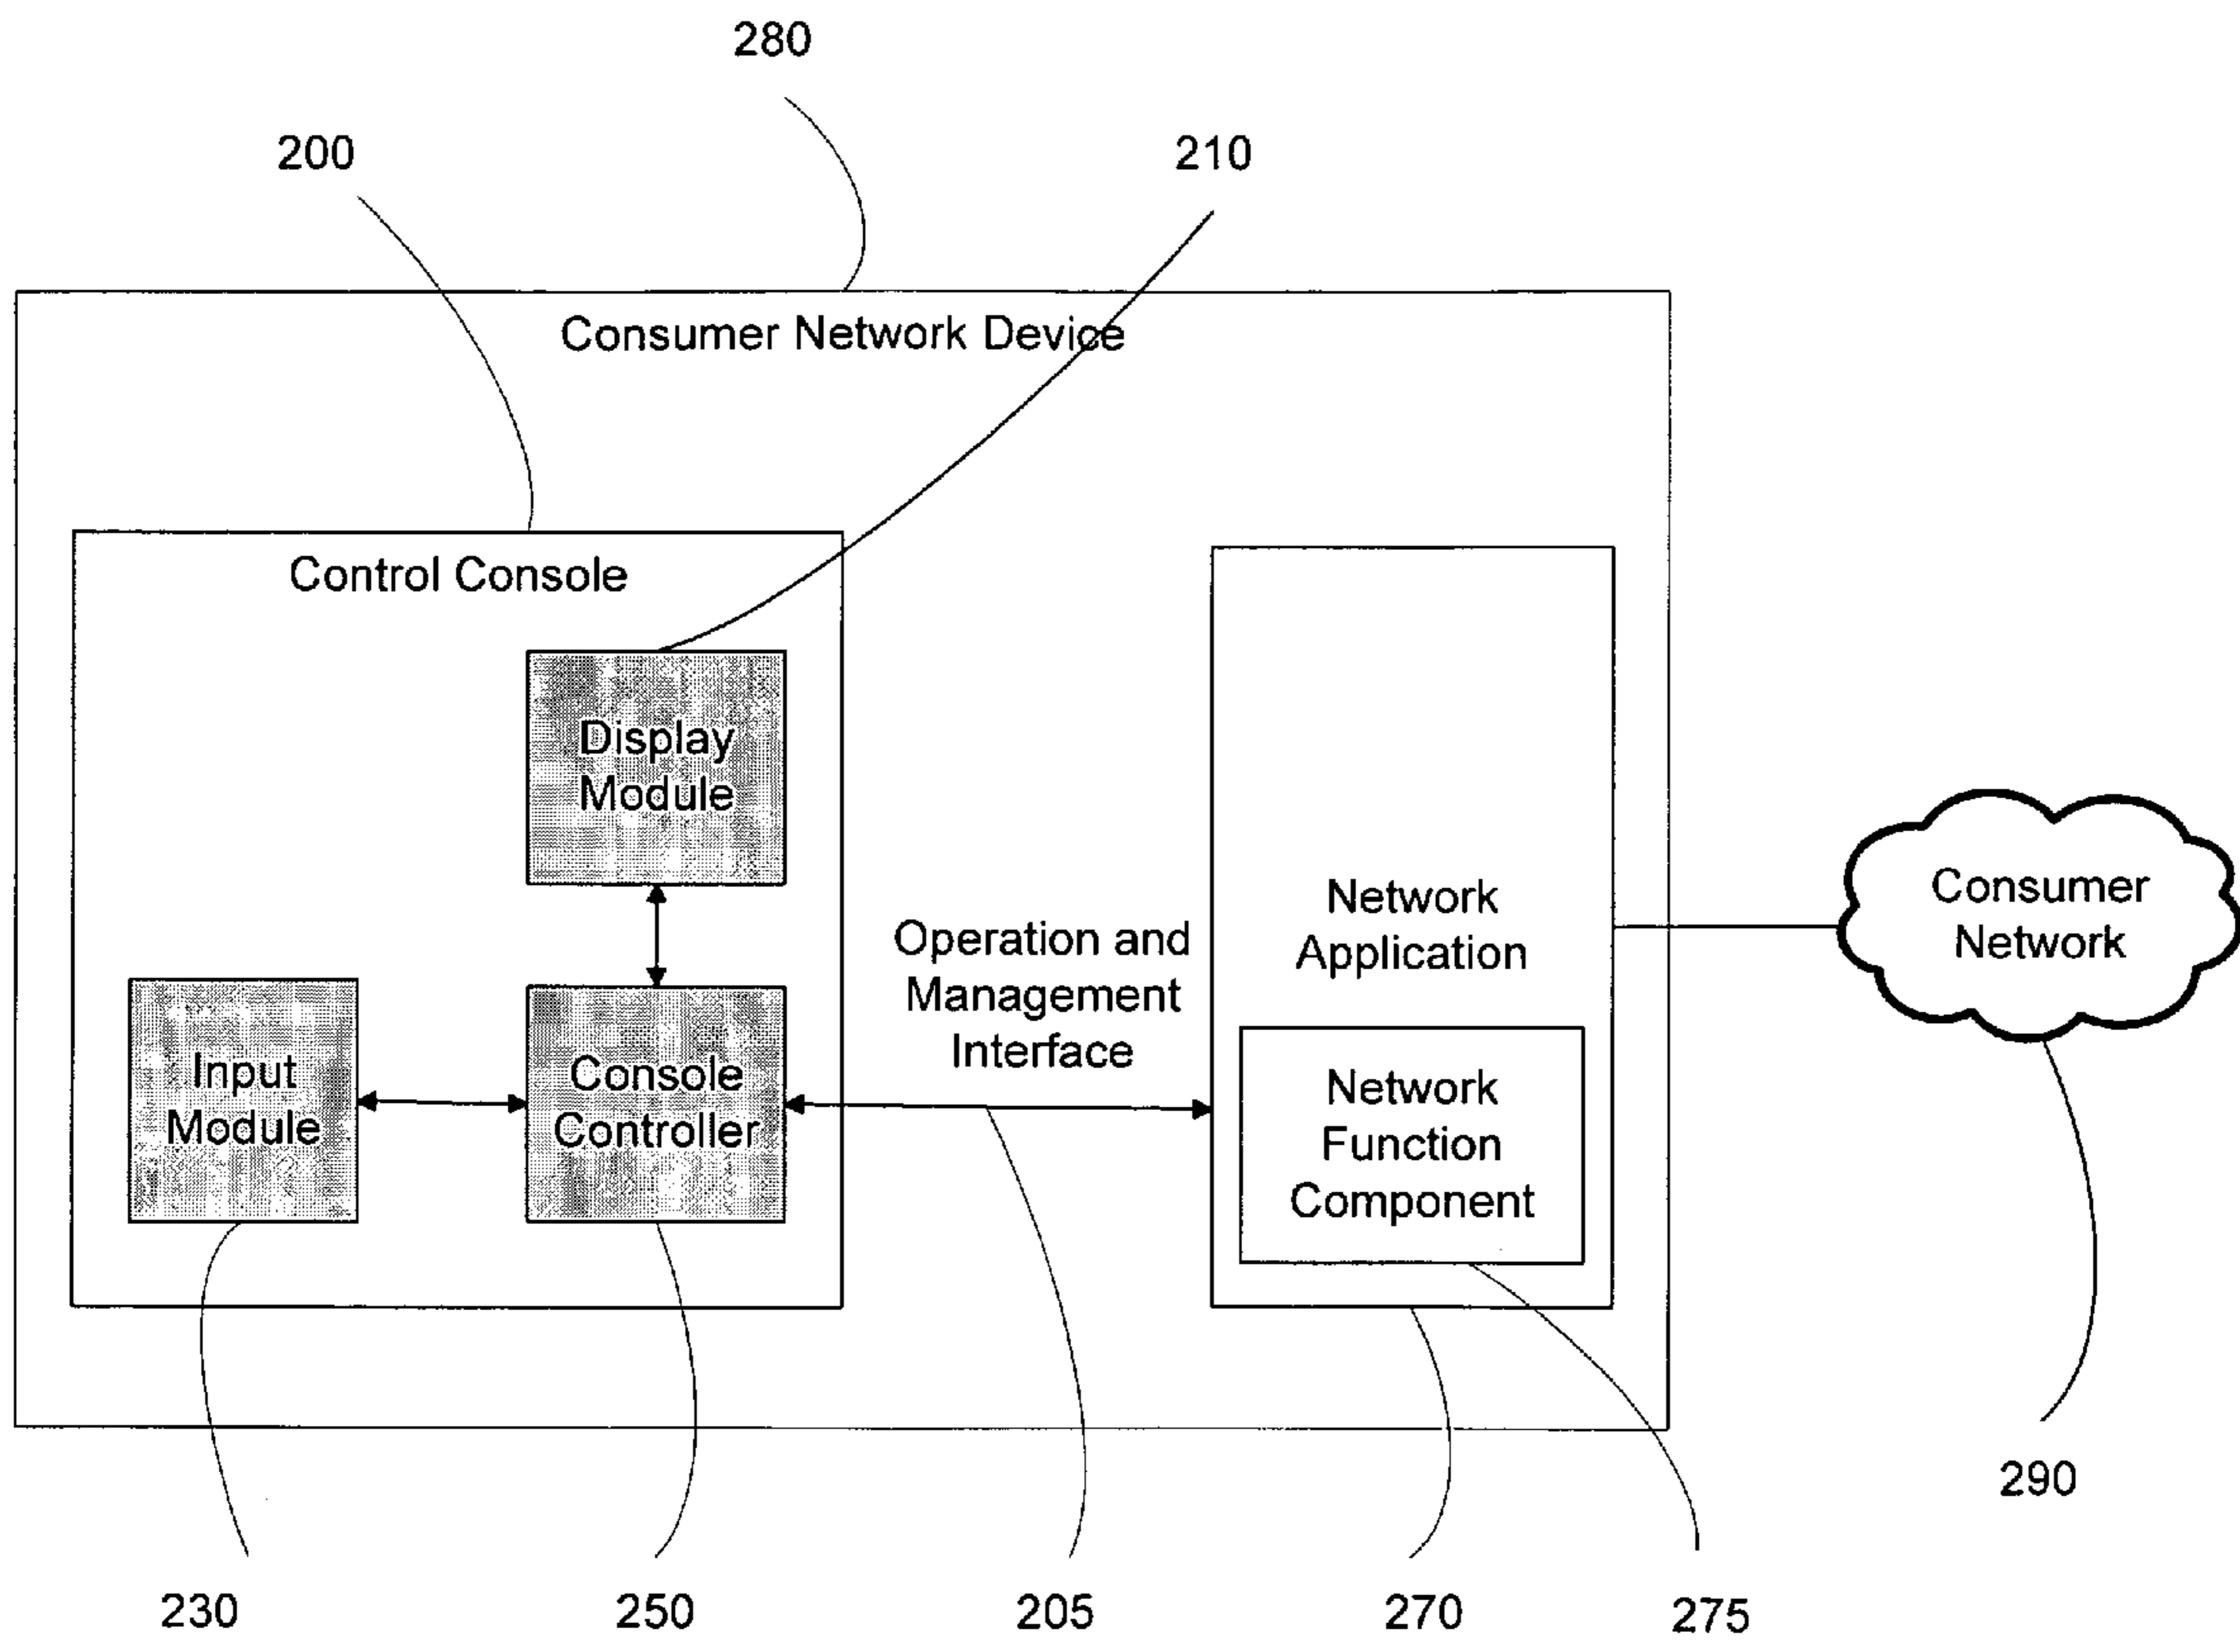 280
200
210
Consumer Network Device
Control Console
Display
Module
Input
Module
Console
Controller
Operation and
Management
Interface
Network
Application
Network
Function
Component
Consumer
Network
290
230
250
205
270
275